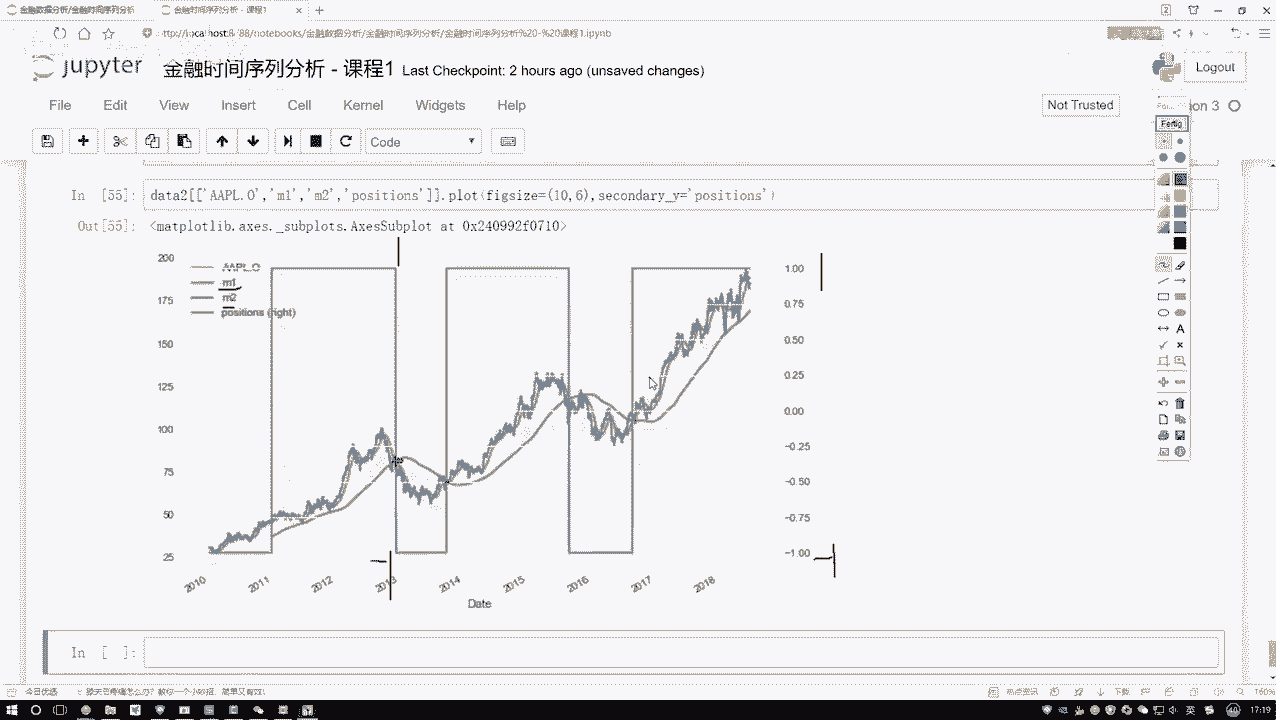 金融数据分析/金融时间序列分析
金融时间序列分析 - 课程1
ttp://localhost:8888/notebooks/金融数据分析/金融时间序列分析/金融时间序列分析%20-%20课程1.ipynb
jupyter 金融时间序列分析 - 课程1 Last Checkpoint: 2 hours ago (unsaved changes)
Logout
File Edit View Insert Cell Kernel Widgets Help
Not Trusted
on 3
Fertig
Code
In [55]: data2[['AAPL.O','m1','m2','positions']].plot(figsize=(10,6),secondary_y='positions')
Out[55]: <matplotlib.axes._subplots.AxesSubplot at 0x240992f0710>
200
175
150
125
100
75
50
25
AAPL.O
m1
m2
positions (right)
1.00
0.75
0.50
0.25
0.00
−0.25
−0.50
−0.75
−1.00
2010 2011 2012 2013 2014 2015 2016 2017 2018
Date
In [ ]:
今日优选
热点资讯
下载
160%
英
17:19